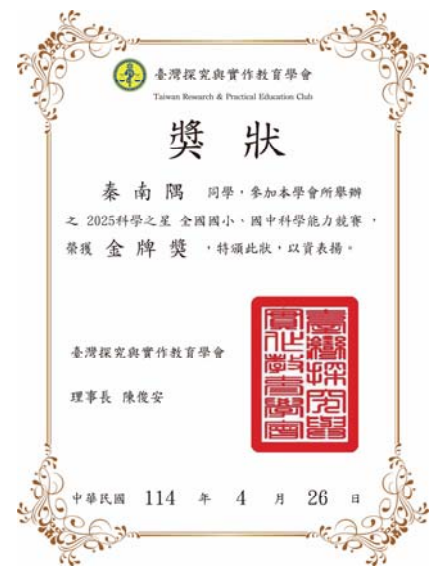 臺灣探究與實作教育學會
Taiwan Research & Practical Education Club
獎 狀
秦南隅 同學，參加本學會所舉辦
之 2025科學之星 全國國小、國中科學能力競賽，
榮獲 金牌獎 ，特頒此狀，以資表揚。
臺灣探究與實作教育學會
理事長 陳俊安
臺灣探究與
實作教育學會
中華民國 114 年 4 月 26 日